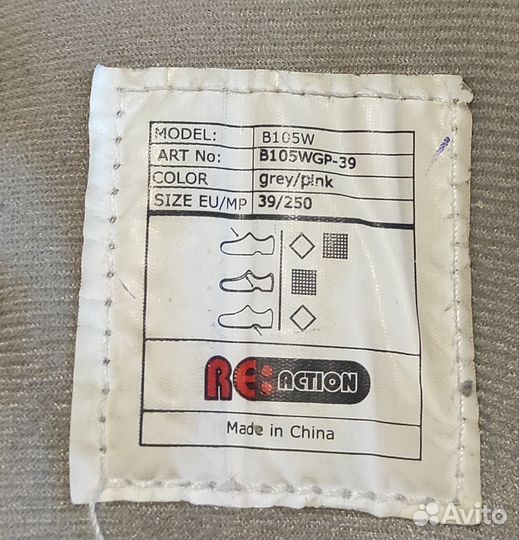 MODEL: B105W
ART No: B105WGP-39
COLOR grey/pink
SIZE EU/MP 39/250
RE:ACTION
Made in China
Avito